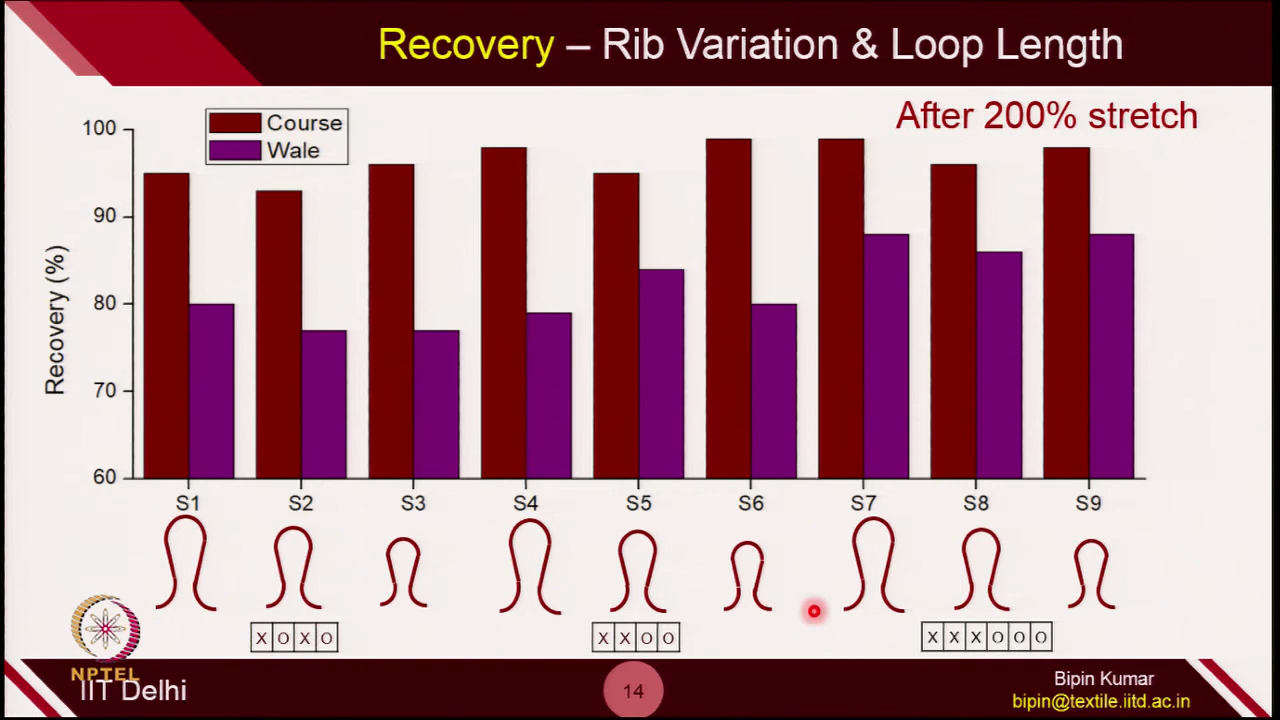 Recovery – Rib Variation & Loop Length
After 200% stretch
Course
Wale
Recovery (%)
100
90
80
70
60
S1 S2 S3 S4 S5 S6 S7 S8 S9
X O X O
X X O O
X X X O O O
NPTEL
IIT Delhi
14
Bipin Kumar
bipin@textile.iitd.ac.in